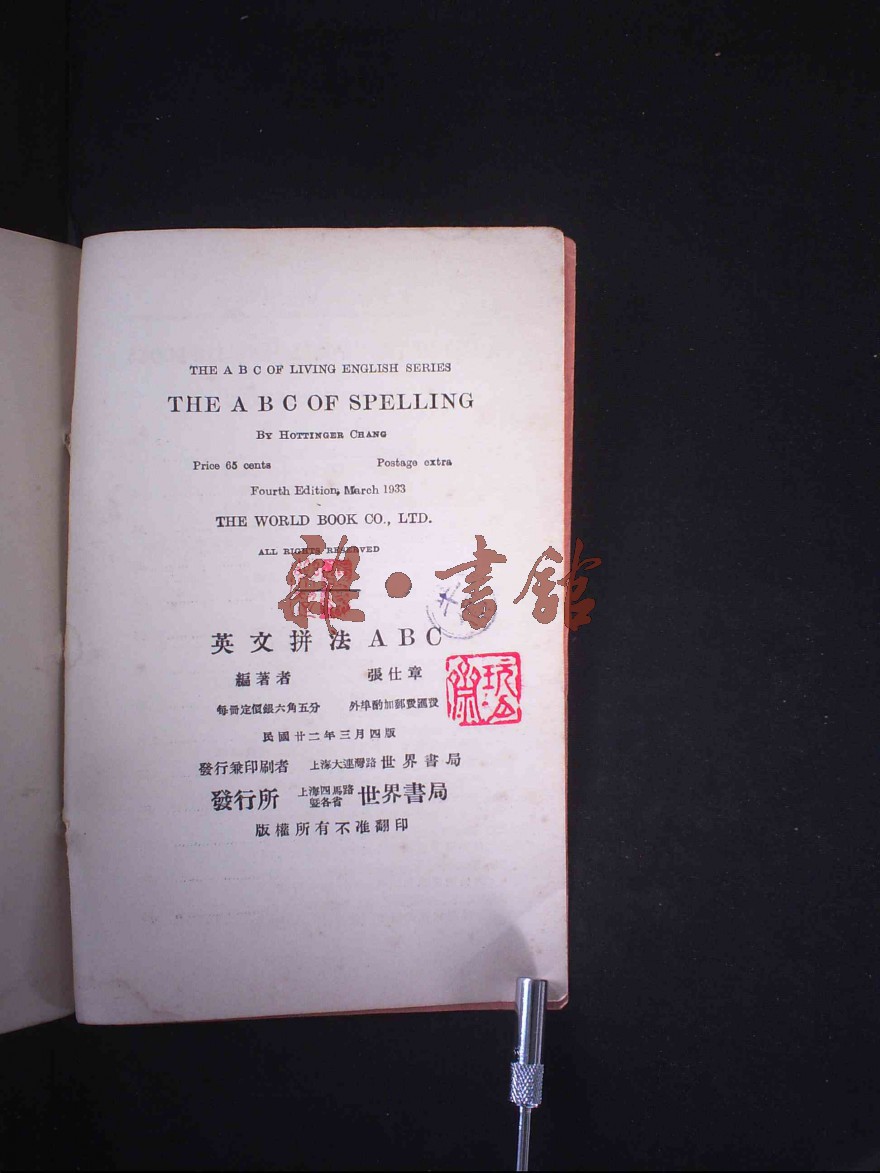 THE A B C OF LIVING ENGLISH SERIES
THE A B C OF SPELLING
BY HOTTINGER CHANG
Price 65 cents Postage extra
Fourth Edition, March 1933
THE WORLD BOOK CO., LTD.
ALL RIGHTS RESERVED
雜·書館
英文拼法ABC
編著者 張仕章
每冊定價銀六角五分 外埠酌加郵費匯費
民國廿二年三月四版
發行兼印刷者 上海大連灣路 世界書局
發行所 上海四馬路暨各省 世界書局
版權所有不准翻印